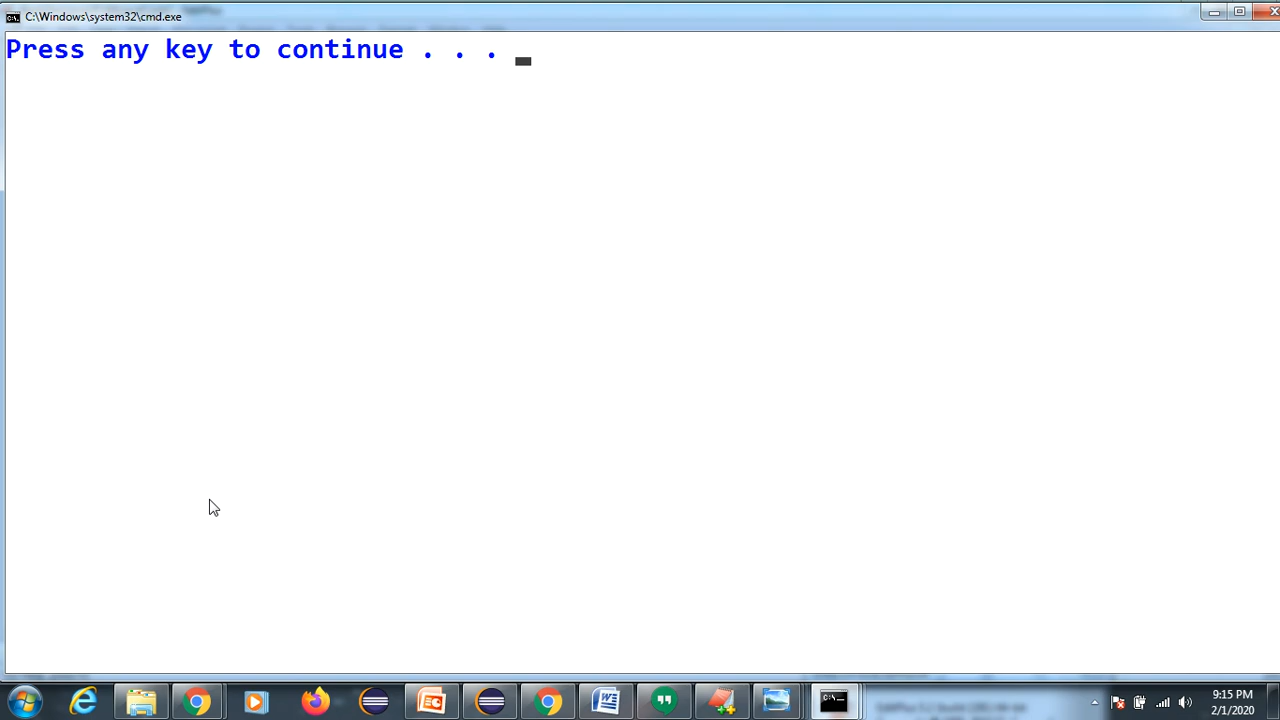 C:\Windows\system32\cmd.exe
Press any key to continue . . .
9:15 PM
2/1/2020